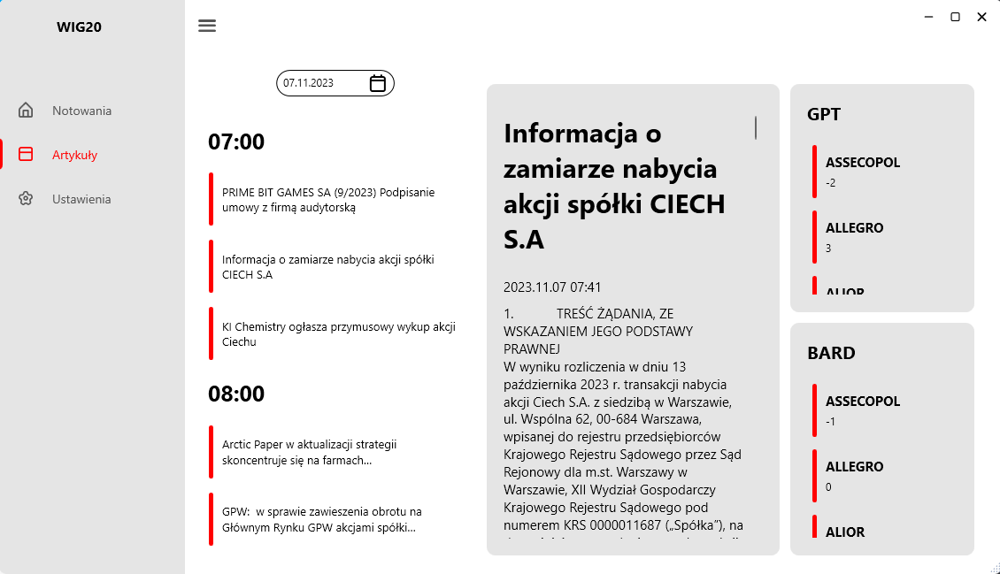 WIG20
Notowania
Artykuły
Ustawienia
07.11.2023
07:00
PRIME BIT GAMES SA (9/2023) Podpisanie
umowy z firmą audytorską
Informacja o zamiarze nabycia akcji spółki
CIECH S.A
KI Chemistry ogłasza przymusowy wykup akcji
Ciechu
08:00
Arctic Paper w aktualizacji strategii
skoncentruje się na farmach...
GPW:  w sprawie zawieszenia obrotu na
Głównym Rynku GPW akcjami spółki...
Informacja o
zamiarze nabycia
akcji spółki CIECH
S.A
2023.11.07 07:41
1. TREŚĆ ŻĄDANIA, ZE
WSKAZANIEM JEGO PODSTAWY
PRAWNEJ
W wyniku rozliczenia w dniu 13
października 2023 r. transakcji nabycia
akcji Ciech S.A. z siedzibą w Warszawie,
ul. Wspólna 62, 00-684 Warszawa,
wpisanej do rejestru przedsiębiorców
Krajowego Rejestru Sądowego przez Sąd
Rejonowy dla m.st. Warszawy w
Warszawie, XII Wydział Gospodarczy
Krajowego Rejestru Sądowego pod
numerem KRS 0000011687 („Spółka”), na
GPT
ASSECOPOL
-2
ALLEGRO
3
ALIOR
BARD
ASSECOPOL
-1
ALLEGRO
0
ALIOR